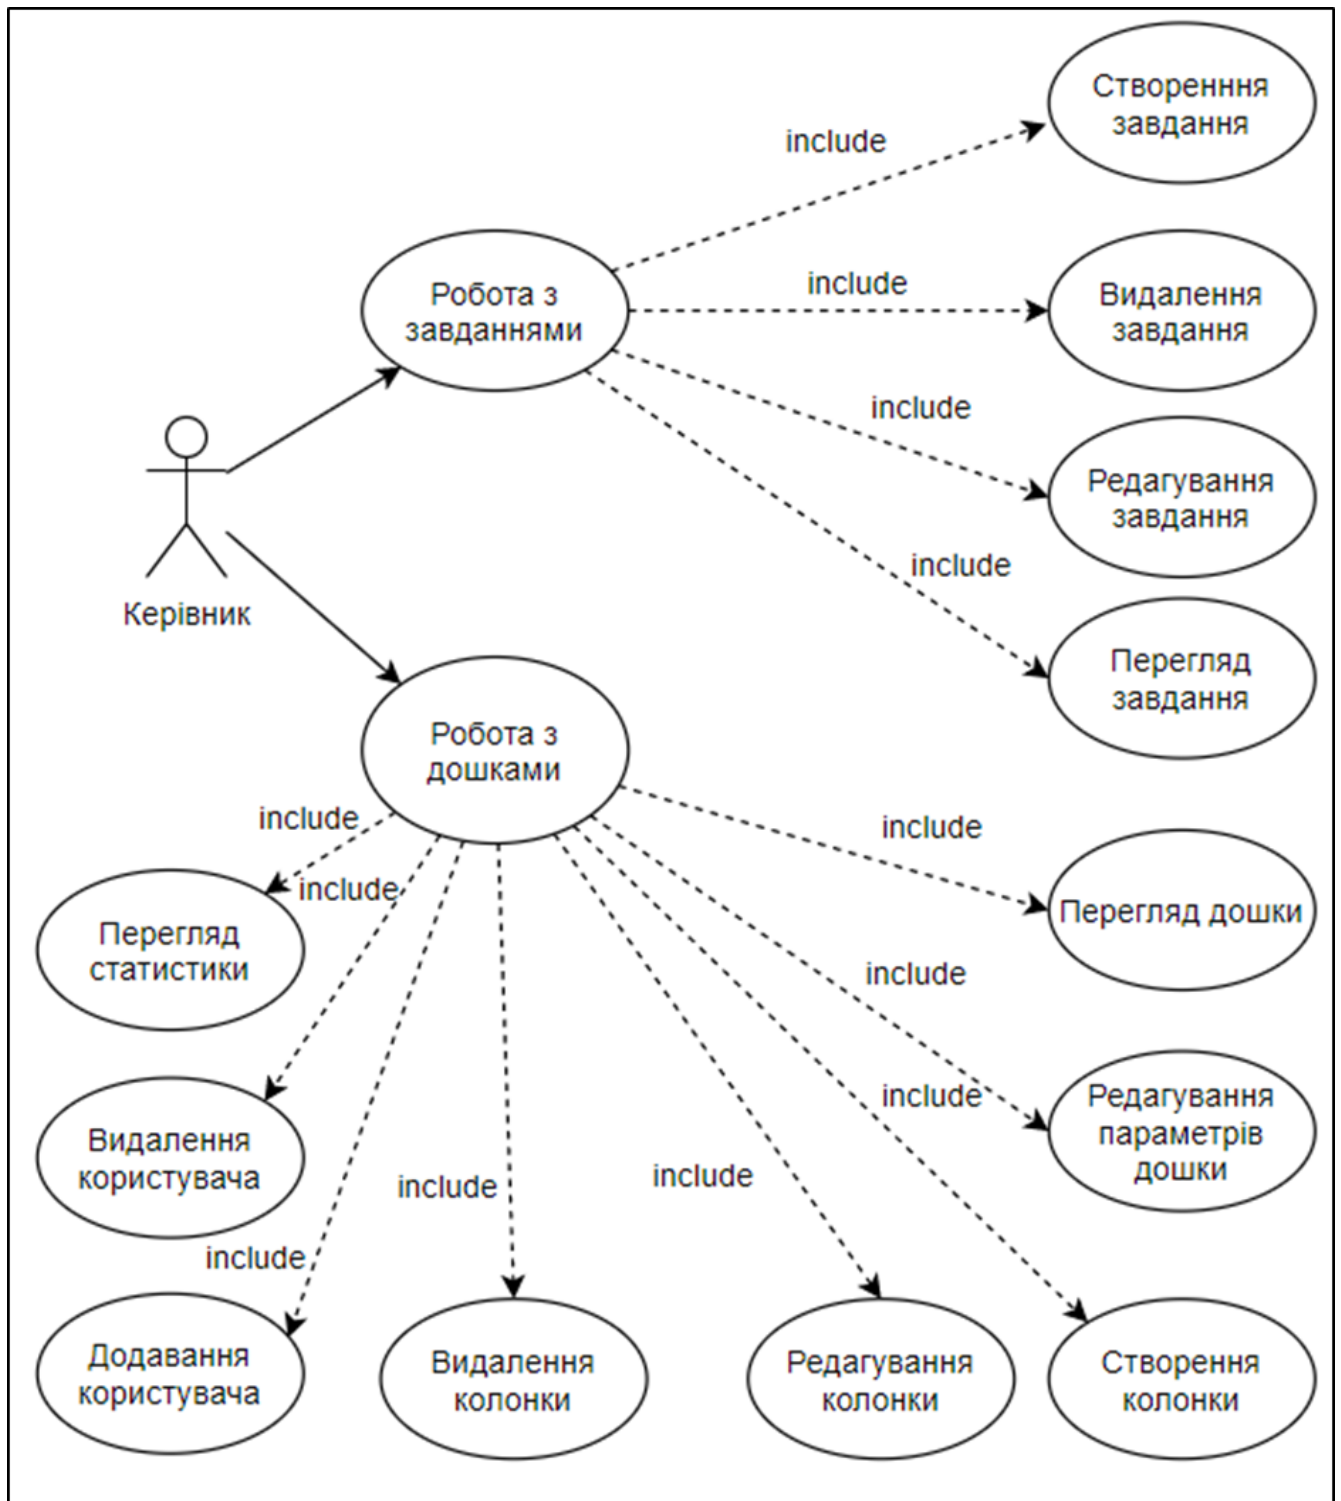 Створенння
завдання
include
Робота з
завданнями
include
Видалення
завдання
include
Редагування
завдання
include
Перегляд
завдання
Керівник
Робота з
дошками
include
include
Перегляд
статистики
include
Перегляд дошки
include
Видалення
користувача
include
Редагування
параметрів
дошки
include
include
include
Додавання
користувача
Видалення
колонки
Редагування
колонки
Створення
колонки